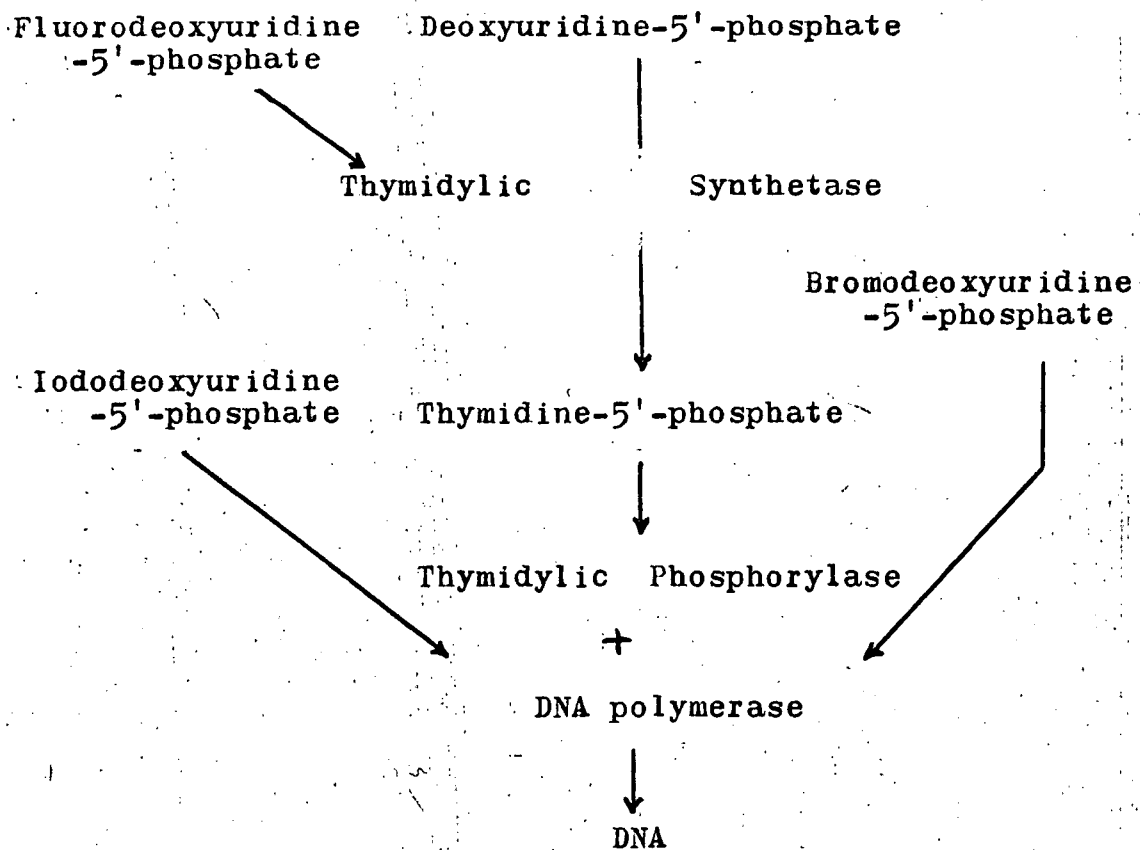 Fluorodeoxyuridine
-5'-phosphate
Deoxyuridine-5'-phosphate
Thymidylic Synthetase
Bromodeoxyuridine
-5'-phosphate
Iododeoxyuridine
-5'-phosphate
Thymidine-5'-phosphate
Thymidylic Phosphorylase
+
DNA polymerase
DNA